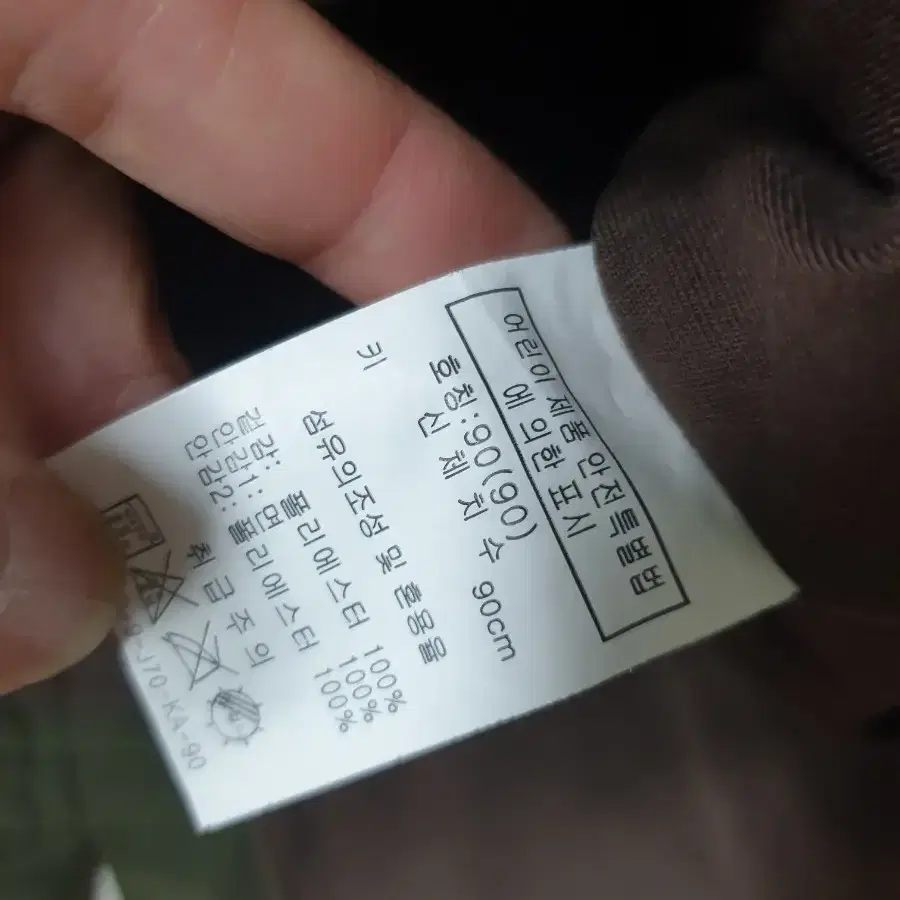 어린이 제품 안전특별법
에 의한 표시
호칭:90(90)
신 체 치 수
키 90cm
섬유의조성 및 혼용율
겉감: 폴리에스터 100%
안감1: 면 100%
안감2: 폴리에스터 100%
취 급 주 의
J70-KA-90